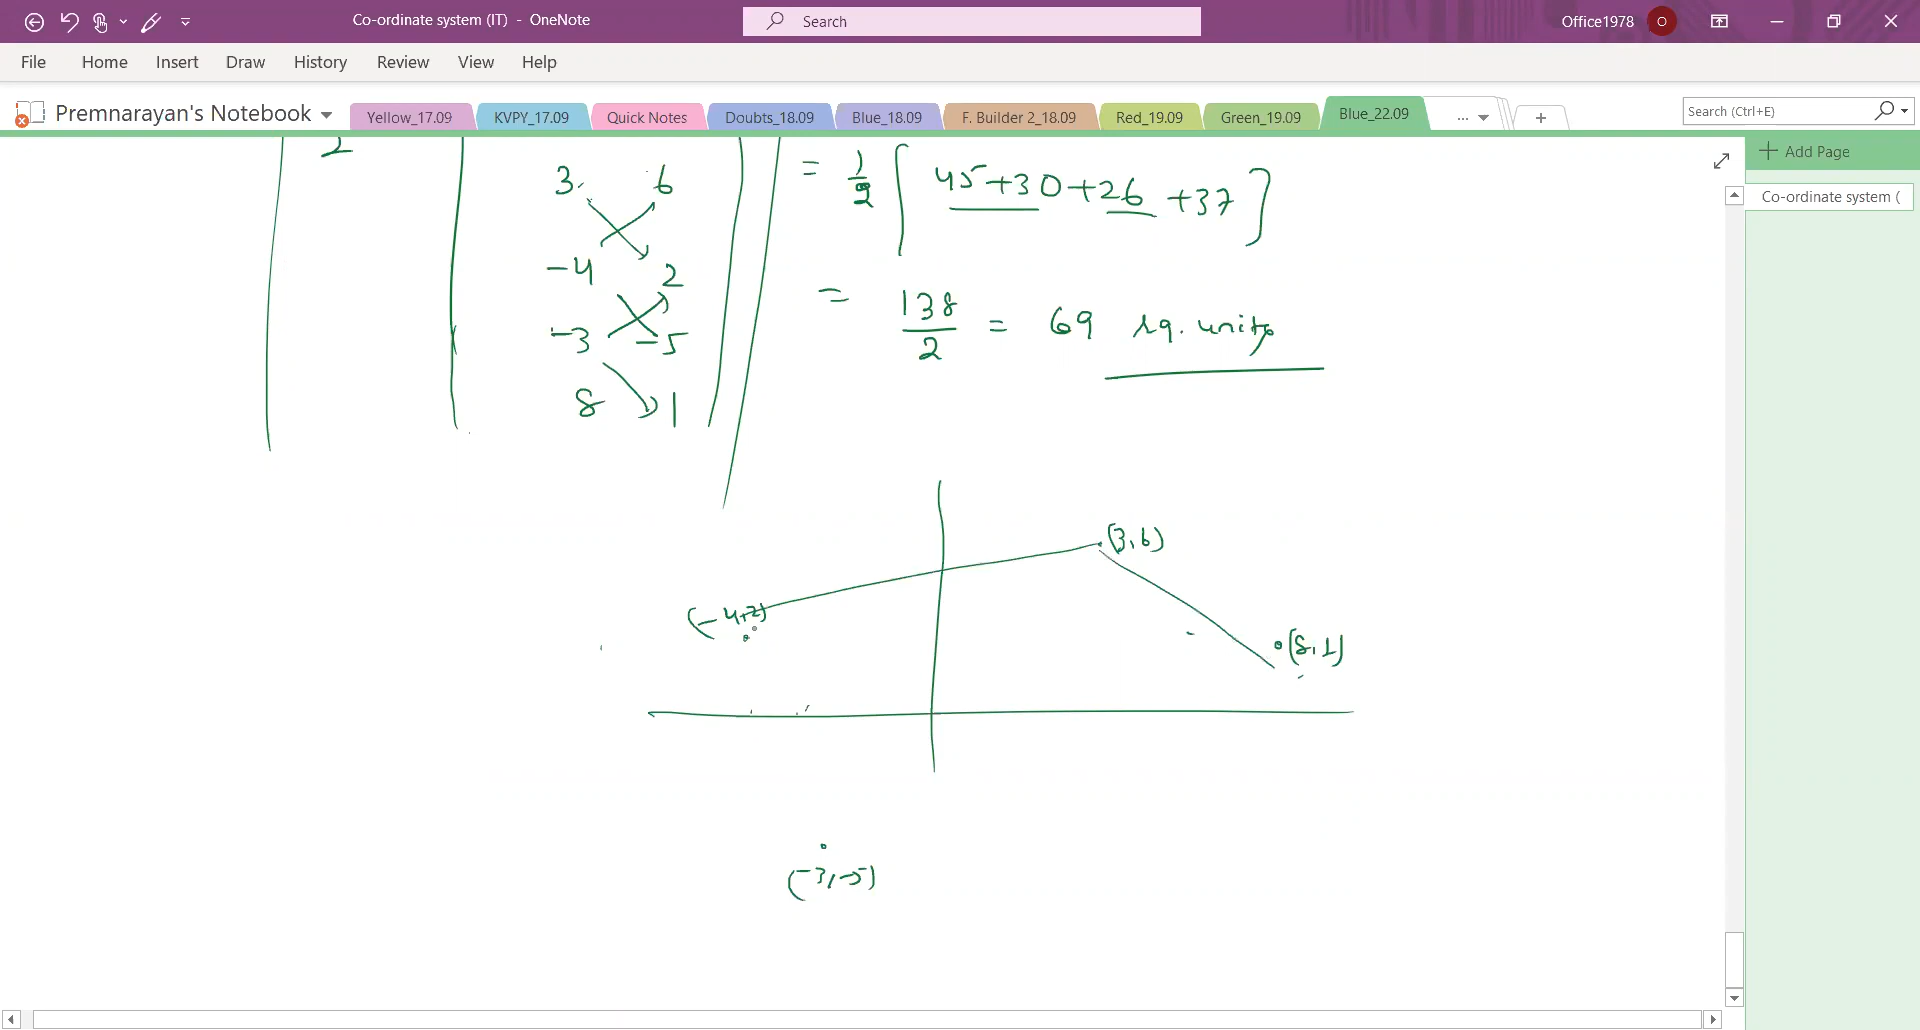 Co-ordinate system (IT) - OneNote
Search
Office1978
O
File Home Insert Draw History Review View Help
Premnarayan's Notebook
Yellow_17.09
KVPY_17.09
Quick Notes
Doubts_18.09
Blue_18.09
F. Builder 2_18.09
Red_19.09
Green_19.09
Blue_22.09
...
+
Search (Ctrl+E)
+ Add Page
Co-ordinate system (
2
3 6
-4 2
-3 -5
8 1
= 1/2 [ 45+30+26+37 ]
= 138/2 = 69 sq. units
(3,6)
(-4,2)
(8,1)
(-3,-5)